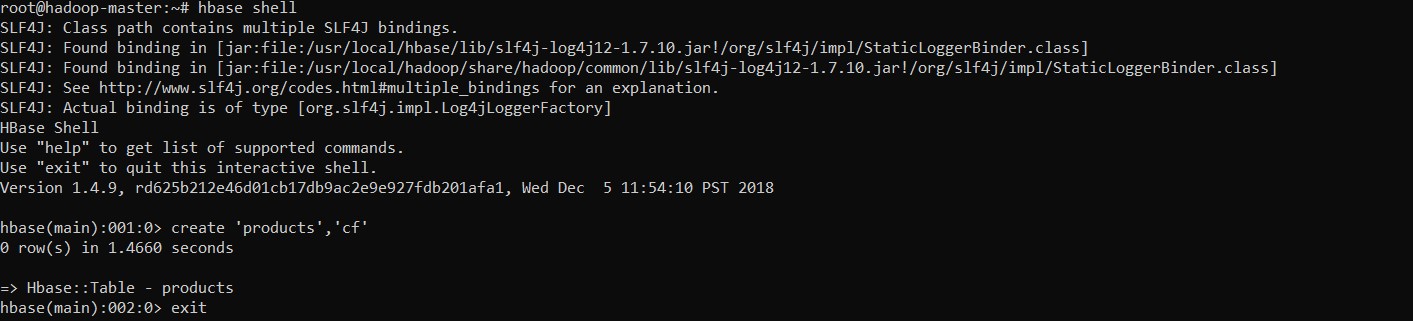 root@hadoop-master:~# hbase shell
SLF4J: Class path contains multiple SLF4J bindings.
SLF4J: Found binding in [jar:file:/usr/local/hbase/lib/slf4j-log4j12-1.7.10.jar!/org/slf4j/impl/StaticLoggerBinder.class]
SLF4J: Found binding in [jar:file:/usr/local/hadoop/share/hadoop/common/lib/slf4j-log4j12-1.7.10.jar!/org/slf4j/impl/StaticLoggerBinder.class]
SLF4J: See http://www.slf4j.org/codes.html#multiple_bindings for an explanation.
SLF4J: Actual binding is of type [org.slf4j.impl.Log4jLoggerFactory]
HBase Shell
Use "help" to get list of supported commands.
Use "exit" to quit this interactive shell.
Version 1.4.9, rd625b212e46d01cb17db9ac2e9e927fdb201afa1, Wed Dec  5 11:54:10 PST 2018
hbase(main):001:0> create 'products','cf'
0 row(s) in 1.4660 seconds
=> Hbase::Table - products
hbase(main):002:0> exit